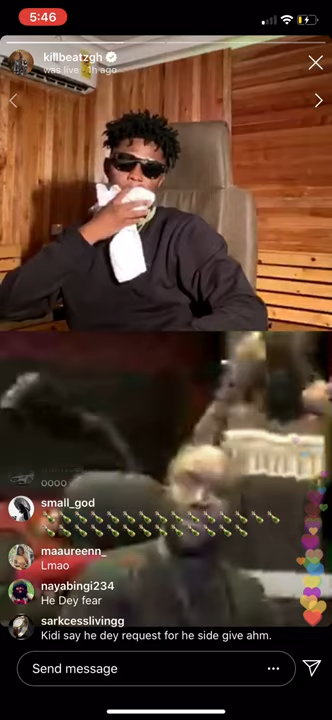 5:46
killbeatzgh
was live · 1h ago
oooo
small_god
🍾🍾🍾🍾🍾🍾🍾🍾🍾🍾🍾🍾🍾🍾🍾
🍾🍾🍾🍾🍾🍾🍾🍾🍾🍾🍾🍾🍾
maaureenn_
Lmao
nayabingi234
He Dey fear
sarkcesslivingg
Kidi say he dey request for he side give ahm.
Send message